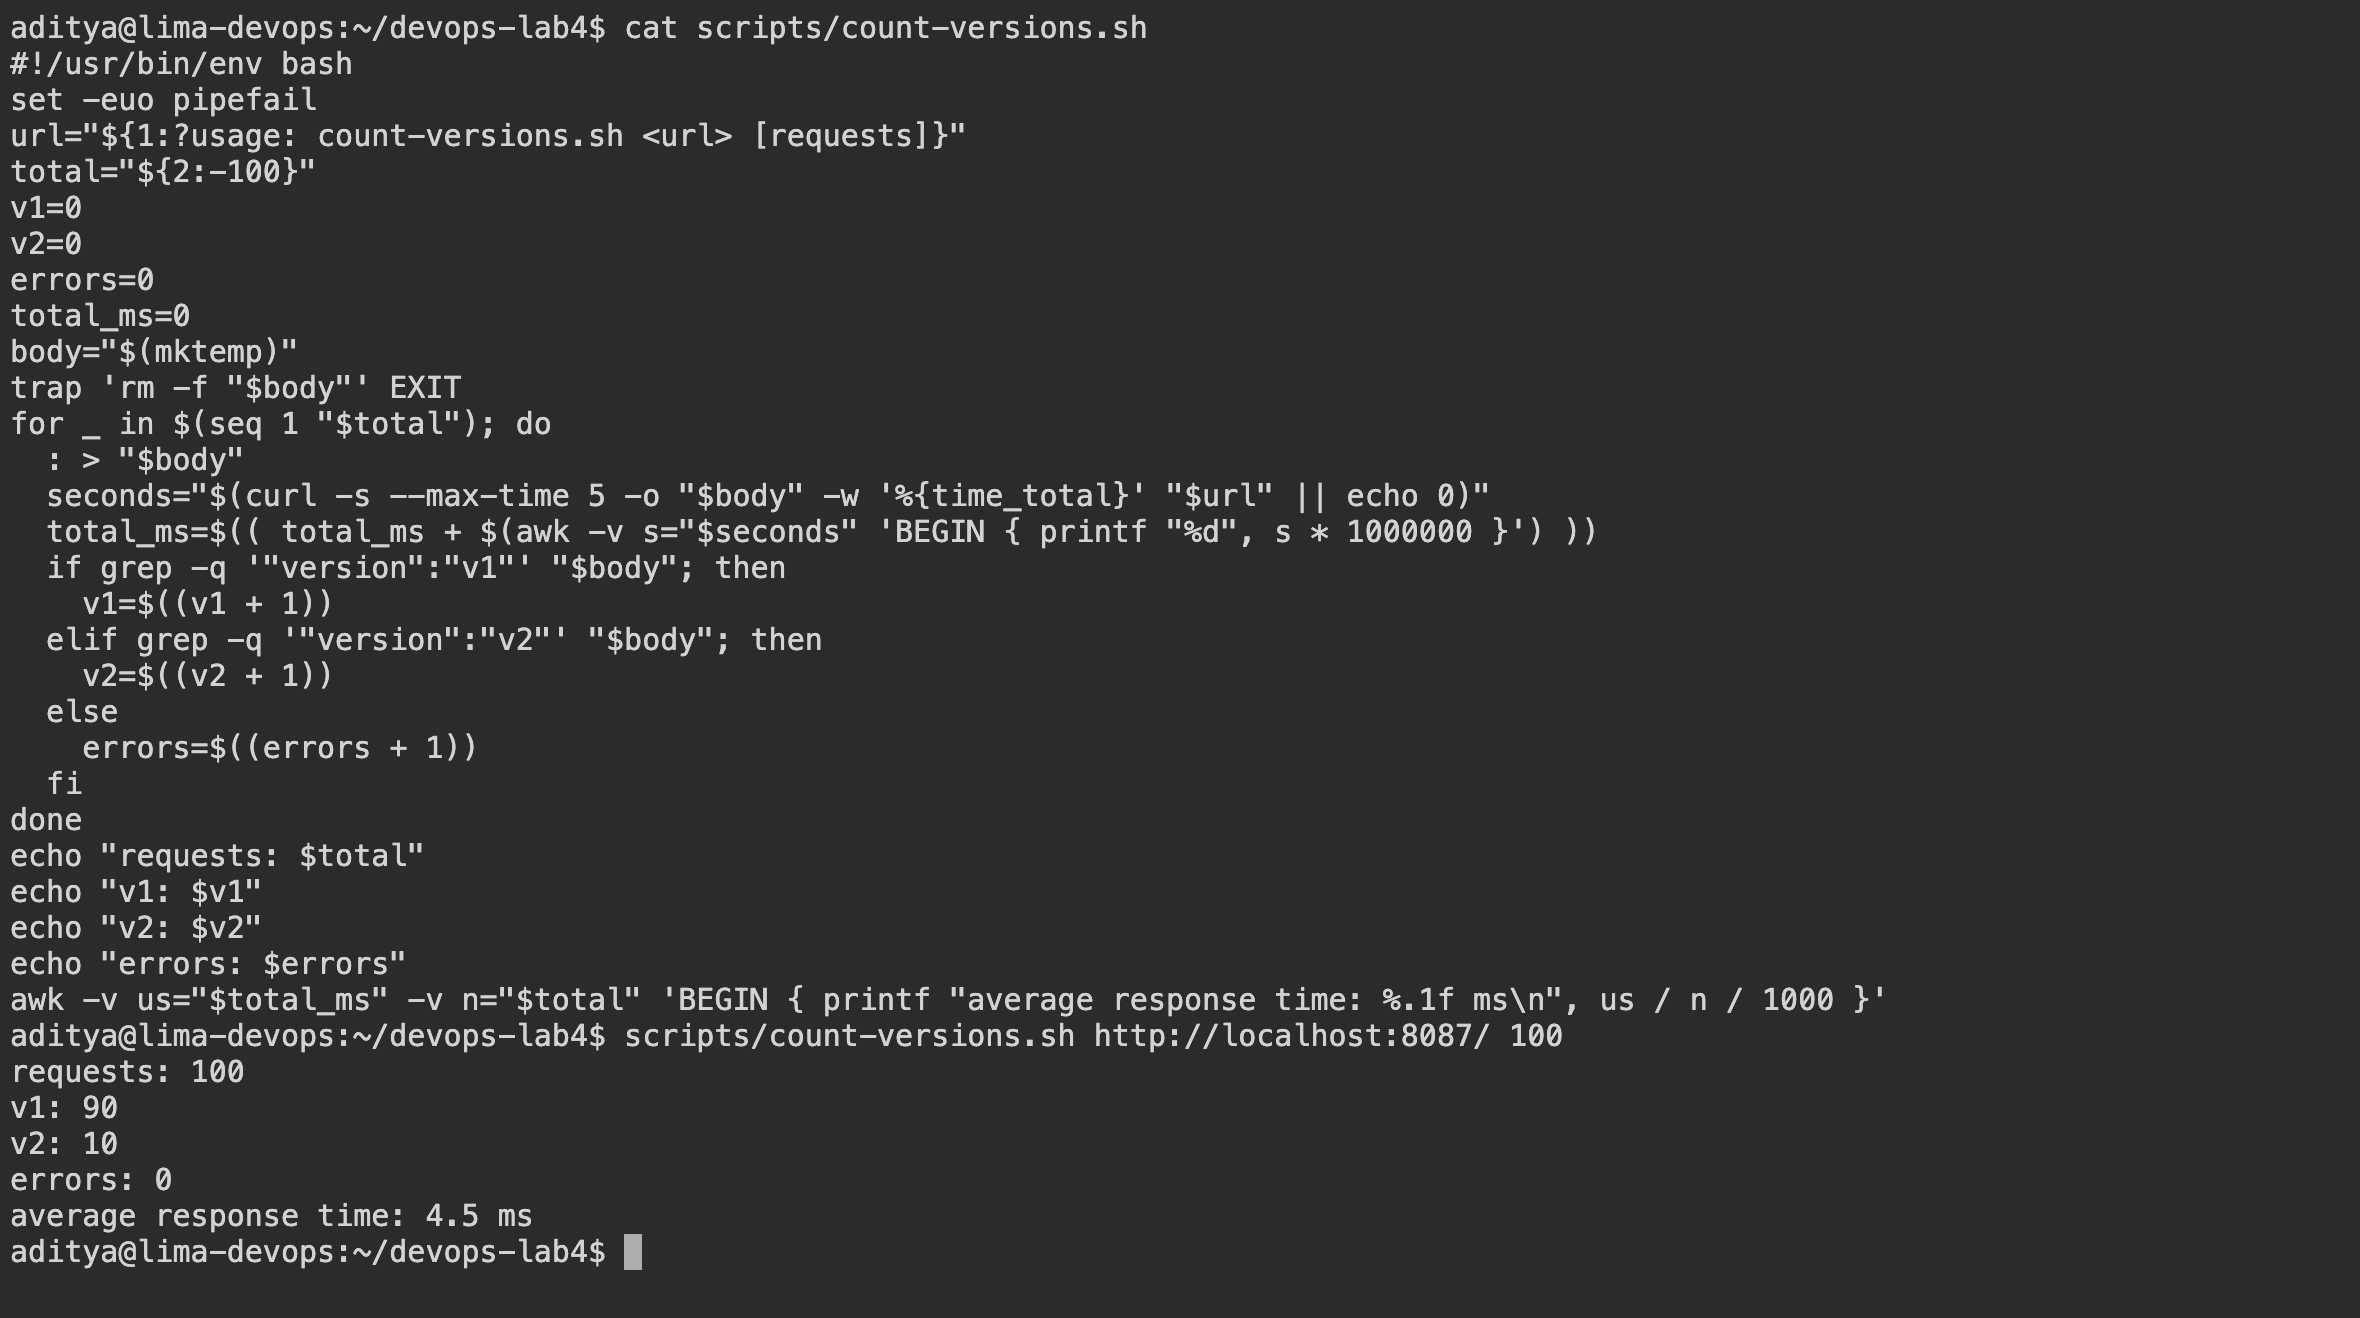 aditya@lima-devops:~/devops-lab4$ cat scripts/count-versions.sh
#!/usr/bin/env bash
set -euo pipefail
url="${1:?usage: count-versions.sh <url> [requests]}"
total="${2:-100}"
v1=0
v2=0
errors=0
total_ms=0
body="$(mktemp)"
trap 'rm -f "$body"' EXIT
for _ in $(seq 1 "$total"); do
  : > "$body"
  seconds="$(curl -s --max-time 5 -o "$body" -w '%{time_total}' "$url" || echo 0)"
  total_ms=$(( total_ms + $(awk -v s="$seconds" 'BEGIN { printf "%d", s * 1000000 }') ))
  if grep -q '"version":"v1"' "$body"; then
    v1=$((v1 + 1))
  elif grep -q '"version":"v2"' "$body"; then
    v2=$((v2 + 1))
  else
    errors=$((errors + 1))
  fi
done
echo "requests: $total"
echo "v1: $v1"
echo "v2: $v2"
echo "errors: $errors"
awk -v us="$total_ms" -v n="$total" 'BEGIN { printf "average response time: %.1f ms\n", us / n / 1000 }'
aditya@lima-devops:~/devops-lab4$ scripts/count-versions.sh http://localhost:8087/ 100
requests: 100
v1: 90
v2: 10
errors: 0
average response time: 4.5 ms
aditya@lima-devops:~/devops-lab4$